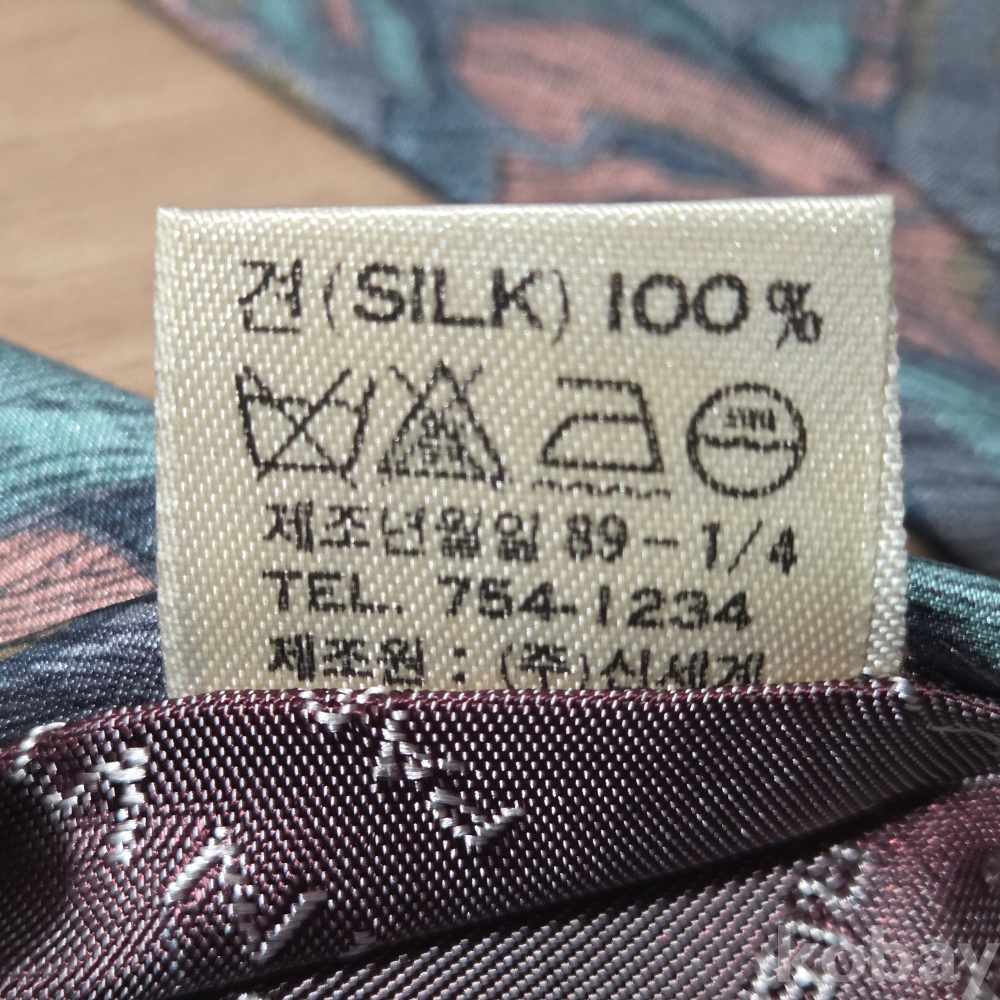 견 (SILK) 100%
제조년월일 89-1/4
TEL. 754-1234
제조원 : (주)신세계
kobay